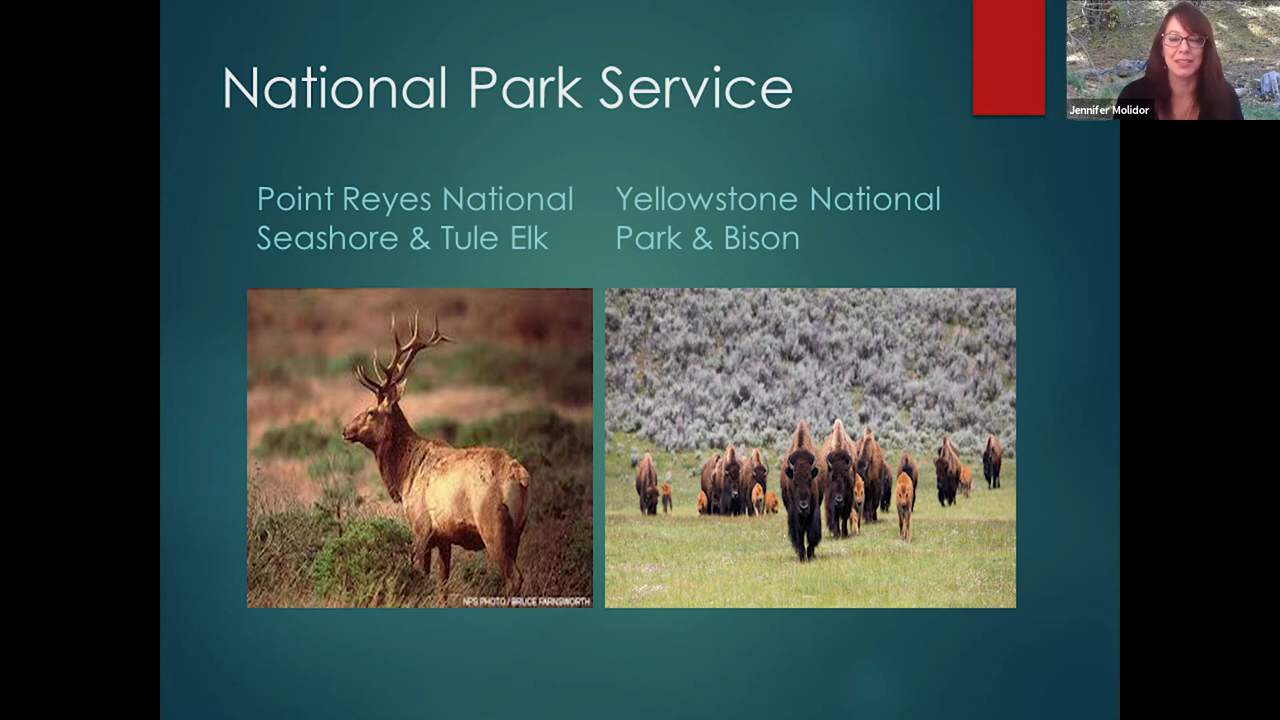 National Park Service
Jennifer Molidor
Point Reyes National
Seashore & Tule Elk
Yellowstone National
Park & Bison
NPS PHOTO / BRUCE FARNSWORTH